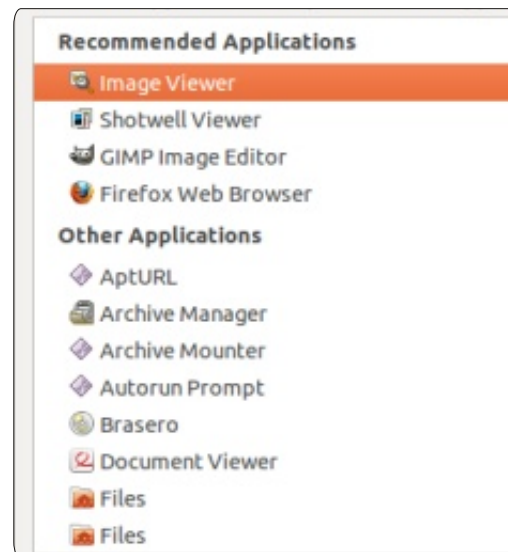 Recommended Applications
Image Viewer
Shotwell Viewer
GIMP Image Editor
Firefox Web Browser
Other Applications
AptURL
Archive Manager
Archive Mounter
Autorun Prompt
Brasero
Document Viewer
Files
Files